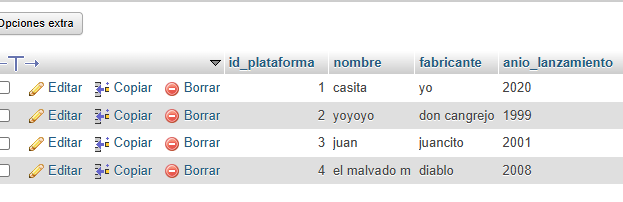 Opciones extra
id_plataforma nombre fabricante anio_lanzamiento
Editar Copiar Borrar 1 casita yo 2020
Editar Copiar Borrar 2 yoyoyo don cangrejo 1999
Editar Copiar Borrar 3 juan juancito 2001
Editar Copiar Borrar 4 el malvado m diablo 2008